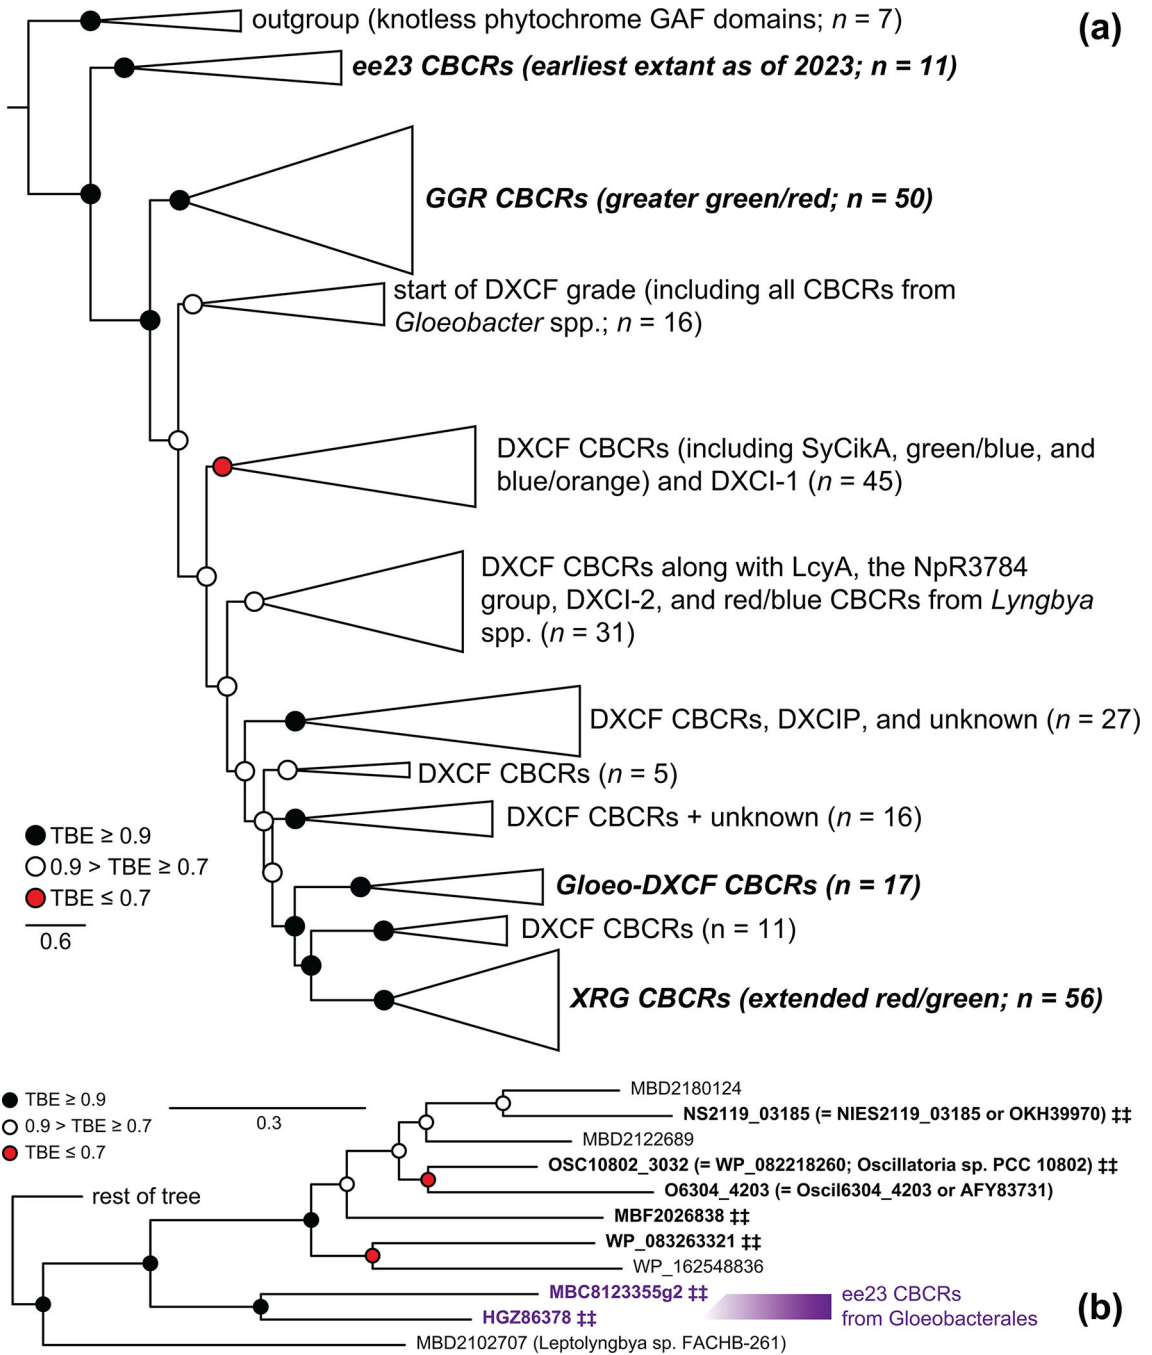 (a)
outgroup (knotless phytochrome GAF domains; n = 7)
ee23 CBCRs (earliest extant as of 2023; n = 11)
GGR CBCRs (greater green/red; n = 50)
start of DXCF grade (including all CBCRs from
Gloeobacter spp.; n = 16)
DXCF CBCRs (including SyCikA, green/blue, and
blue/orange) and DXCI-1 (n = 45)
DXCF CBCRs along with LcyA, the NpR3784
group, DXCI-2, and red/blue CBCRs from Lyngbya
spp. (n = 31)
DXCF CBCRs, DXCIP, and unknown (n = 27)
DXCF CBCRs (n = 5)
DXCF CBCRs + unknown (n = 16)
Gloeo-DXCF CBCRs (n = 17)
DXCF CBCRs (n = 11)
XRG CBCRs (extended red/green; n = 56)
TBE ≥ 0.9
0.9 > TBE ≥ 0.7
TBE ≤ 0.7
0.6
(b)
TBE ≥ 0.9
0.9 > TBE ≥ 0.7
TBE ≤ 0.7
0.3
rest of tree
MBD2180124
NS2119_03185 (= NIES2119_03185 or OKH39970) ‡‡
MBD2122689
OSC10802_3032 (= WP_082218260; Oscillatoria sp. PCC 10802) ‡‡
O6304_4203 (= Oscil6304_4203 or AFY83731)
MBF2026838 ‡‡
WP_083263321 ‡‡
WP_162548836
MBC8123355g2 ‡‡
HGZ86378 ‡‡
ee23 CBCRs
from Gloeobacterales
MBD2102707 (Leptolyngbya sp. FACHB-261)